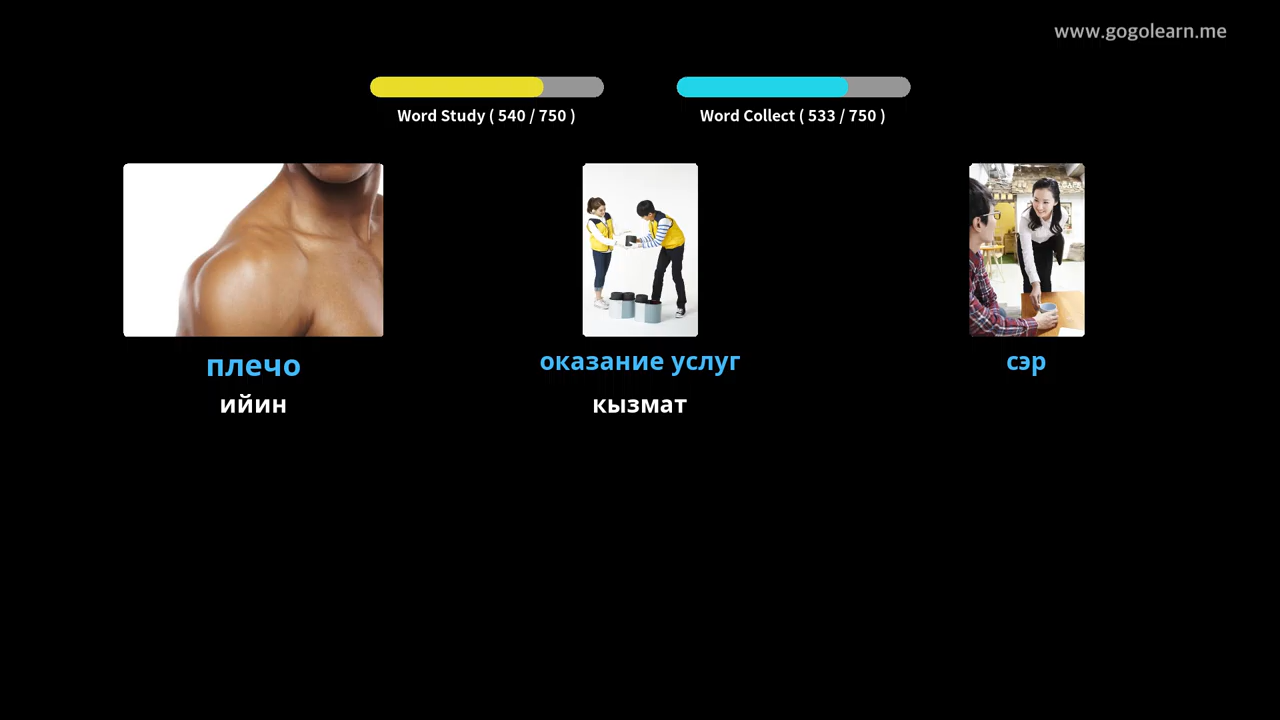 www.gogolearn.me
Word Study ( 540 / 750 )
Word Collect ( 533 / 750 )
плечо
оказание услуг
сэр
ийин
кызмат